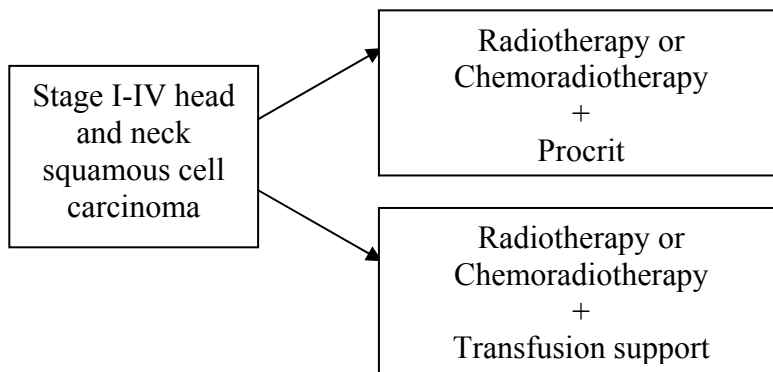 Stage I-IV head
and neck
squamous cell
carcinoma
Radiotherapy or
Chemoradiotherapy
+
Procrit
Radiotherapy or
Chemoradiotherapy
+
Transfusion support